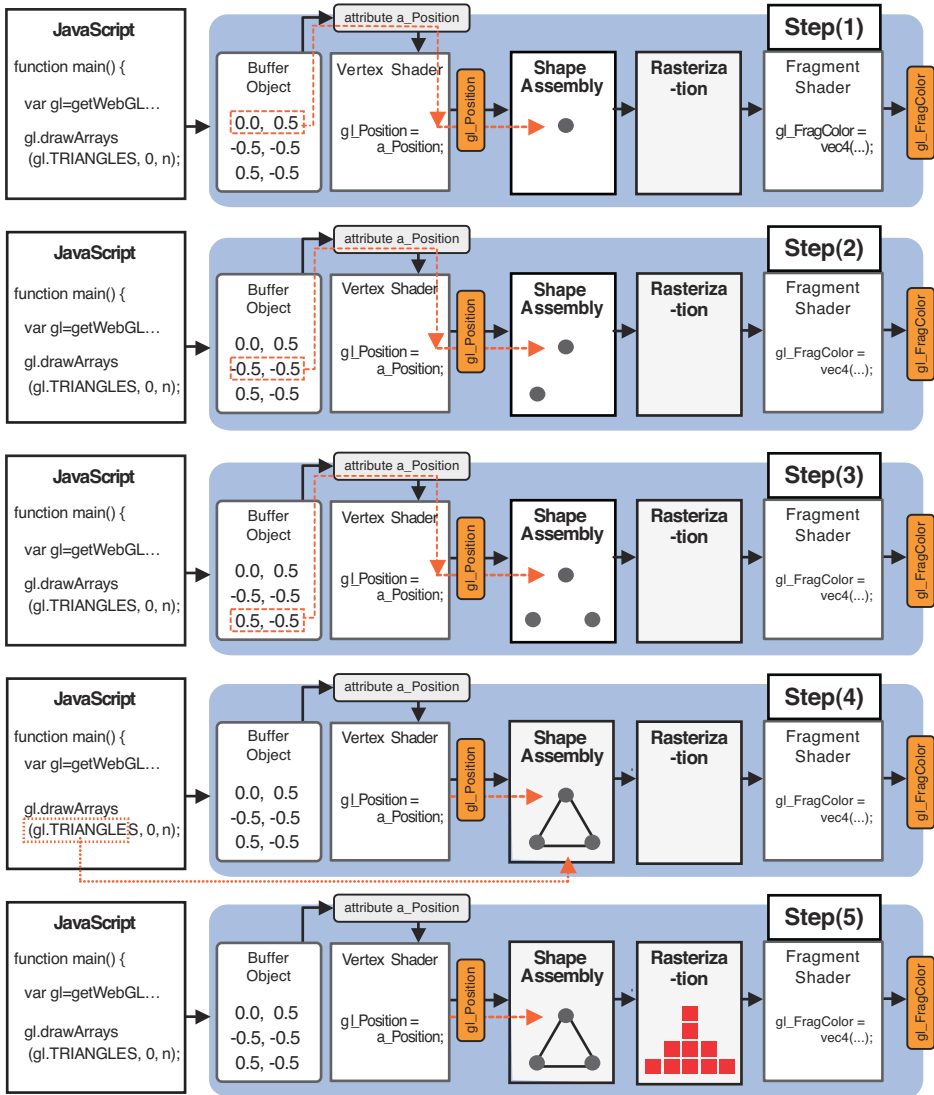 JavaScript
function main() {
var gl=getWebGL…
gl.drawArrays
(gl.TRIANGLES, 0, n);
Buffer
Object
0.0, 0.5
-0.5, -0.5
0.5, -0.5
attribute a_Position
Vertex Shader
gl_Position =
a_Position;
gl_Position
Shape
Assembly
Rasteriza
-tion
Step(1)
Fragment
Shader
gl_FragColor =
vec4(...);
gl_FragColor
JavaScript
function main() {
var gl=getWebGL…
gl.drawArrays
(gl.TRIANGLES, 0, n);
Buffer
Object
0.0, 0.5
-0.5, -0.5
0.5, -0.5
attribute a_Position
Vertex Shader
gl_Position =
a_Position;
gl_Position
Shape
Assembly
Rasteriza
-tion
Step(2)
Fragment
Shader
gl_FragColor =
vec4(...);
gl_FragColor
JavaScript
function main() {
var gl=getWebGL…
gl.drawArrays
(gl.TRIANGLES, 0, n);
Buffer
Object
0.0, 0.5
-0.5, -0.5
0.5, -0.5
attribute a_Position
Vertex Shader
gl_Position =
a_Position;
gl_Position
Shape
Assembly
Rasteriza
-tion
Step(3)
Fragment
Shader
gl_FragColor =
vec4(...);
gl_FragColor
JavaScript
function main() {
var gl=getWebGL…
gl.drawArrays
(gl.TRIANGLES, 0, n);
Buffer
Object
0.0, 0.5
-0.5, -0.5
0.5, -0.5
attribute a_Position
Vertex Shader
gl_Position =
a_Position;
gl_Position
Shape
Assembly
Rasteriza
-tion
Step(4)
Fragment
Shader
gl_FragColor =
vec4(...);
gl_FragColor
JavaScript
function main() {
var gl=getWebGL…
gl.drawArrays
(gl.TRIANGLES, 0, n);
Buffer
Object
0.0, 0.5
-0.5, -0.5
0.5, -0.5
attribute a_Position
Vertex Shader
gl_Position =
a_Position;
gl_Position
Shape
Assembly
Rasteriza
-tion
Step(5)
Fragment
Shader
gl_FragColor =
vec4(...);
gl_FragColor